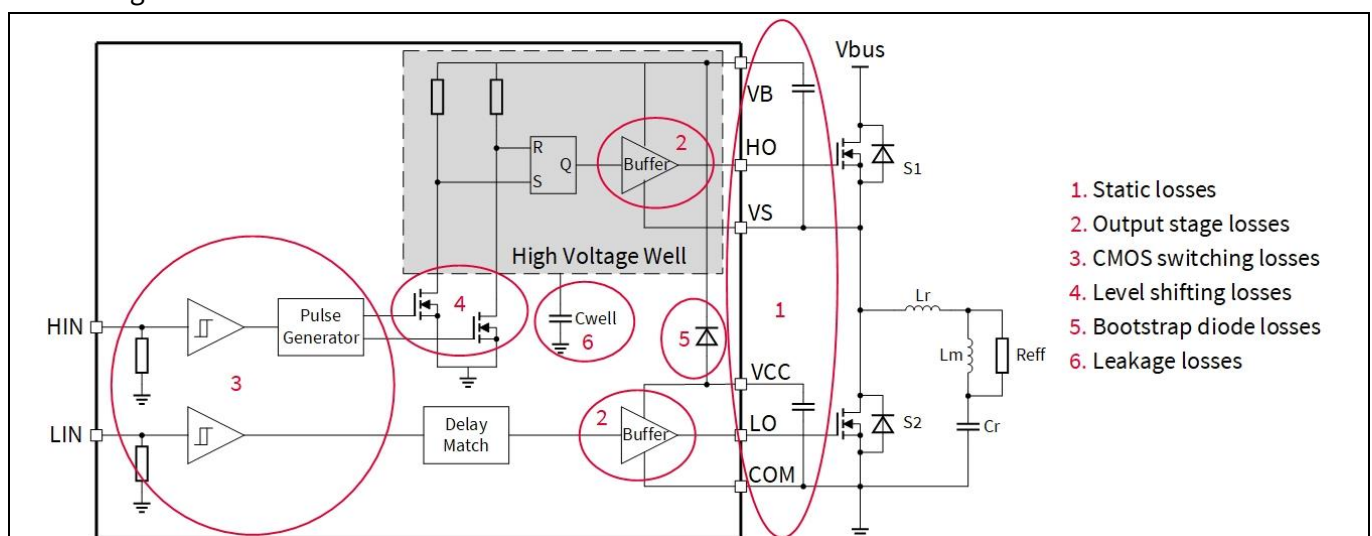 Vbus
VB
HO
VS
S1
R
S
Q
Buffer
2
High Voltage Well
1. Static losses
2. Output stage losses
3. CMOS switching losses
4. Level shifting losses
5. Bootstrap diode losses
6. Leakage losses
HIN
Pulse
Generator
4
Cwell
6
5
1
3
Lr
Lm
Reff
VCC
LIN
Delay
Match
2
Buffer
LO
S2
Cr
COM